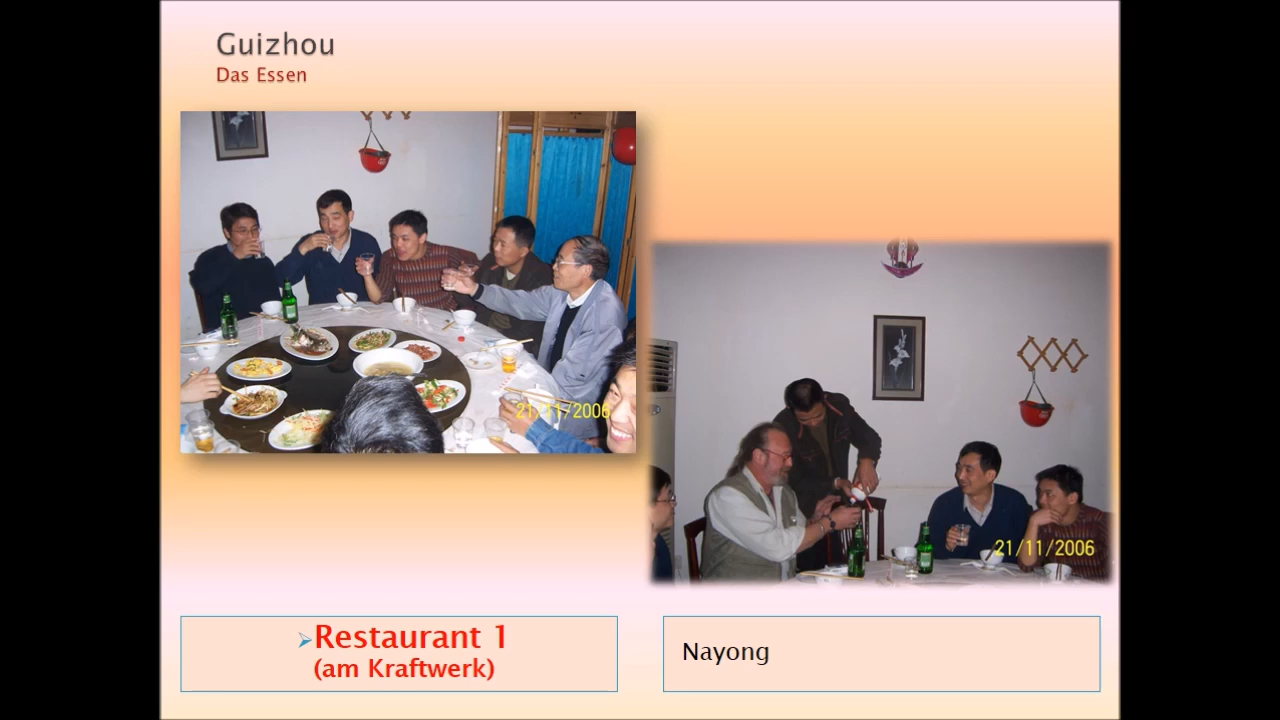 Guizhou
Das Essen
21/11/2006
21/11/2006
Restaurant 1
(am Kraftwerk)
Nayong